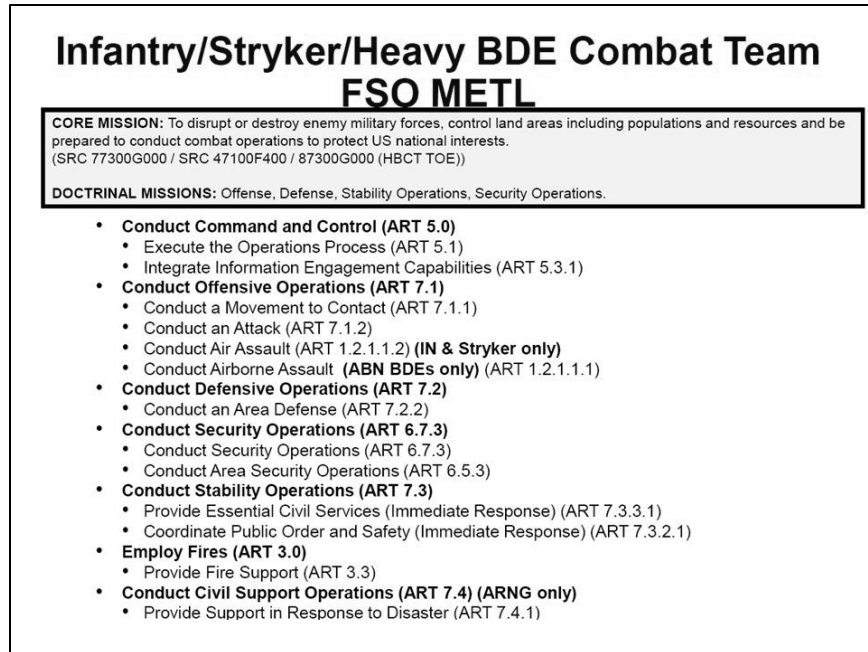 Infantry/Stryker/Heavy BDE Combat Team
FSO METL
CORE MISSION: To disrupt or destroy enemy military forces, control land areas including populations and resources and be
prepared to conduct combat operations to protect US national interests.
(SRC 77300G000 / SRC 47100F400 / 87300G000 (HBCT TOE))
DOCTRINAL MISSIONS: Offense, Defense, Stability Operations, Security Operations.
• Conduct Command and Control (ART 5.0)
• Execute the Operations Process (ART 5.1)
• Integrate Information Engagement Capabilities (ART 5.3.1)
• Conduct Offensive Operations (ART 7.1)
• Conduct a Movement to Contact (ART 7.1.1)
• Conduct an Attack (ART 7.1.2)
• Conduct Air Assault (ART 1.2.1.1.2) (IN & Stryker only)
• Conduct Airborne Assault (ABN BDEs only) (ART 1.2.1.1.1)
• Conduct Defensive Operations (ART 7.2)
• Conduct an Area Defense (ART 7.2.2)
• Conduct Security Operations (ART 6.7.3)
• Conduct Security Operations (ART 6.7.3)
• Conduct Area Security Operations (ART 6.5.3)
• Conduct Stability Operations (ART 7.3)
• Provide Essential Civil Services (Immediate Response) (ART 7.3.3.1)
• Coordinate Public Order and Safety (Immediate Response) (ART 7.3.2.1)
• Employ Fires (ART 3.0)
• Provide Fire Support (ART 3.3)
• Conduct Civil Support Operations (ART 7.4) (ARNG only)
• Provide Support in Response to Disaster (ART 7.4.1)